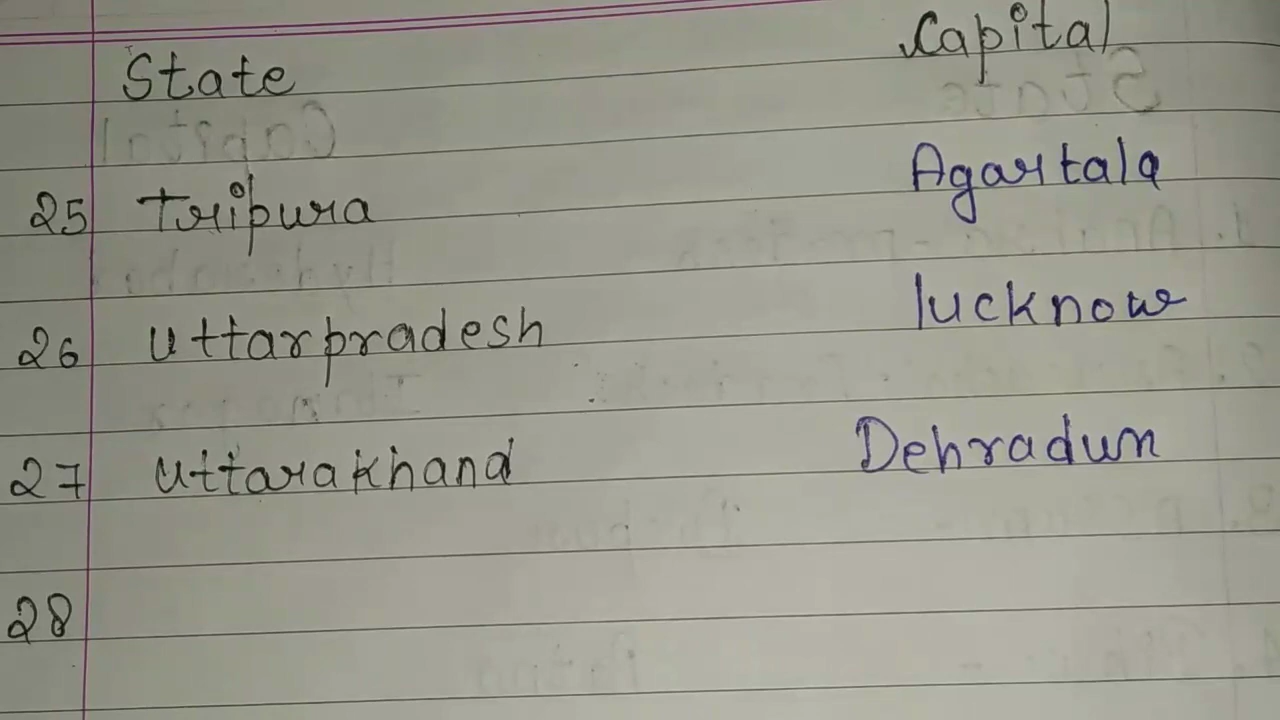 State Capital
25 Tripura Agartala
26 Uttarpradesh lucknow
27 Uttarakhand Dehradun
28